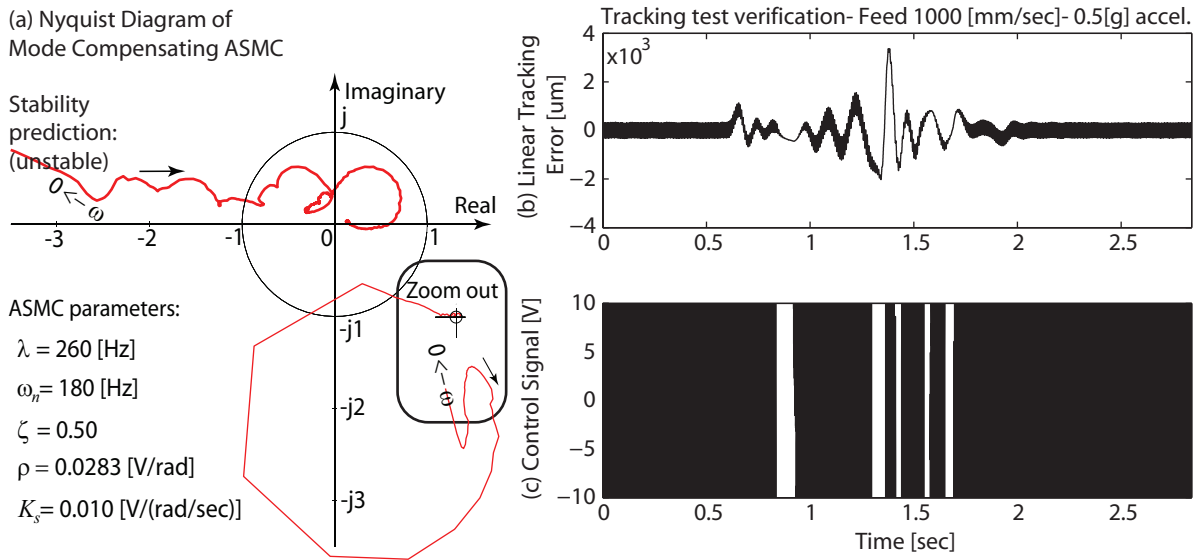 (a) Nyquist Diagram of
Mode Compensating ASMC
Stability
prediction:
(unstable)
Imaginary
j
Real
0<-ω
-3
-2
-1
0
1
-j1
-j2
-j3
Zoom out
0<-ω
ASMC parameters:
λ = 260 [Hz]
ωn= 180 [Hz]
ζ = 0.50
ρ = 0.0283 [V/rad]
Ks= 0.010 [V/(rad/sec)]
Tracking test verification- Feed 1000 [mm/sec]- 0.5[g] accel.
x10³
(b) Linear Tracking
Error [um]
4
2
0
−2
−4
0
0.5
1
1.5
2
2.5
(c) Control Signal [V]
10
5
0
−5
−10
0
0.5
1
1.5
2
2.5
Time [sec]